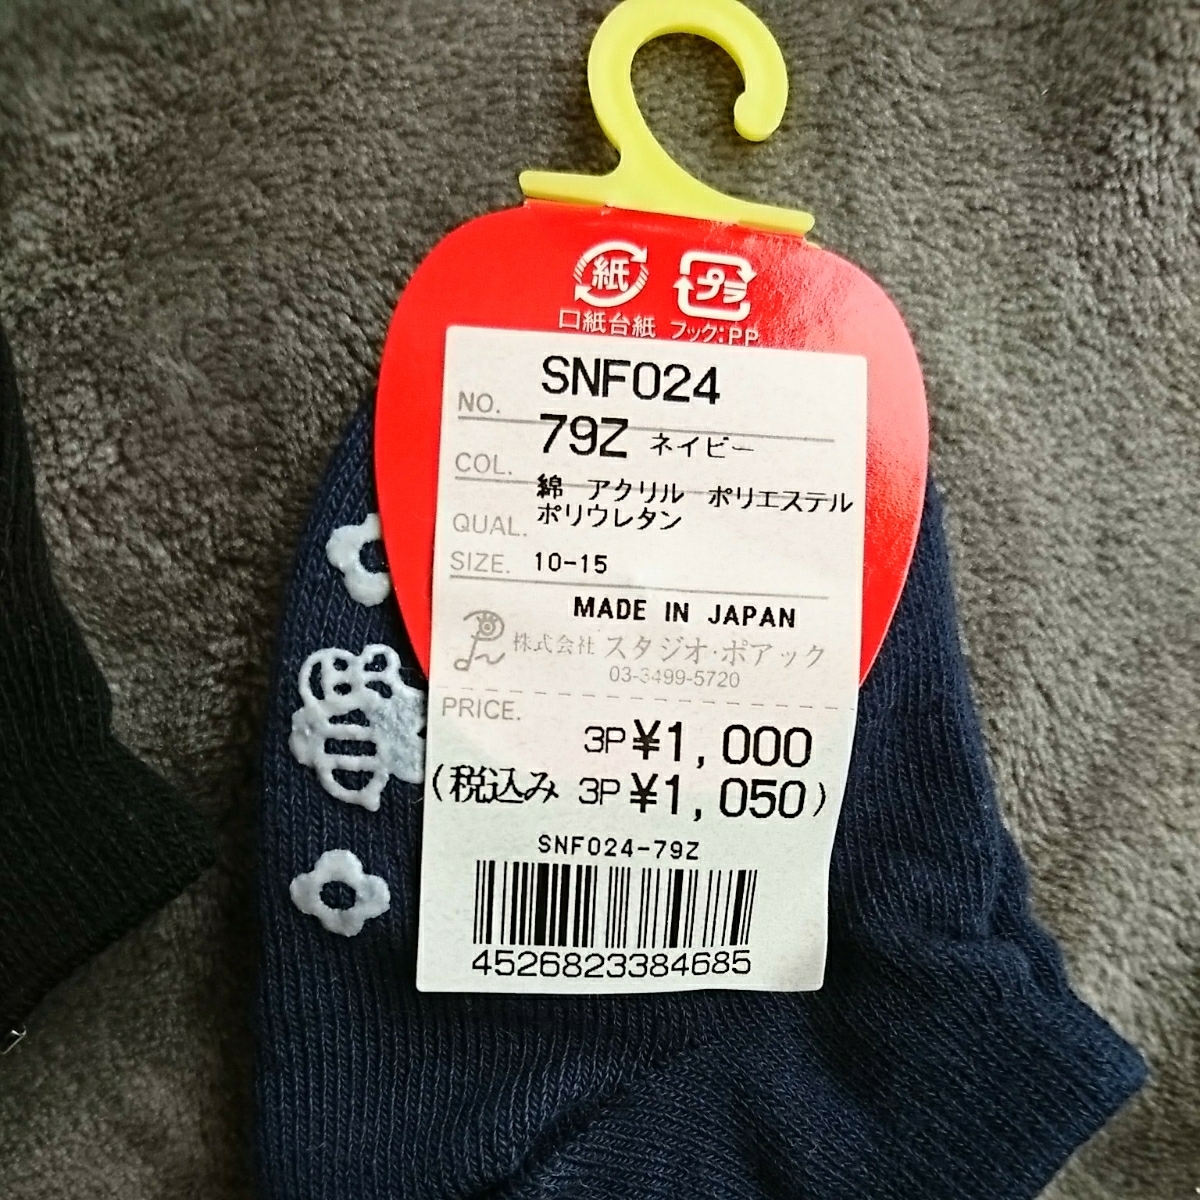 紙 プラ
口紙台紙 フック:PP
NO. SNF024
COL. 79Z ネイビー
QUAL. 綿 アクリル ポリエステル
ポリウレタン
SIZE. 10-15
MADE IN JAPAN
株式会社 スタジオ・ポアック
03-3499-5720
PRICE.
3P ¥1,000
(税込み 3P ¥1,050)
SNF024-79Z
4526823384685